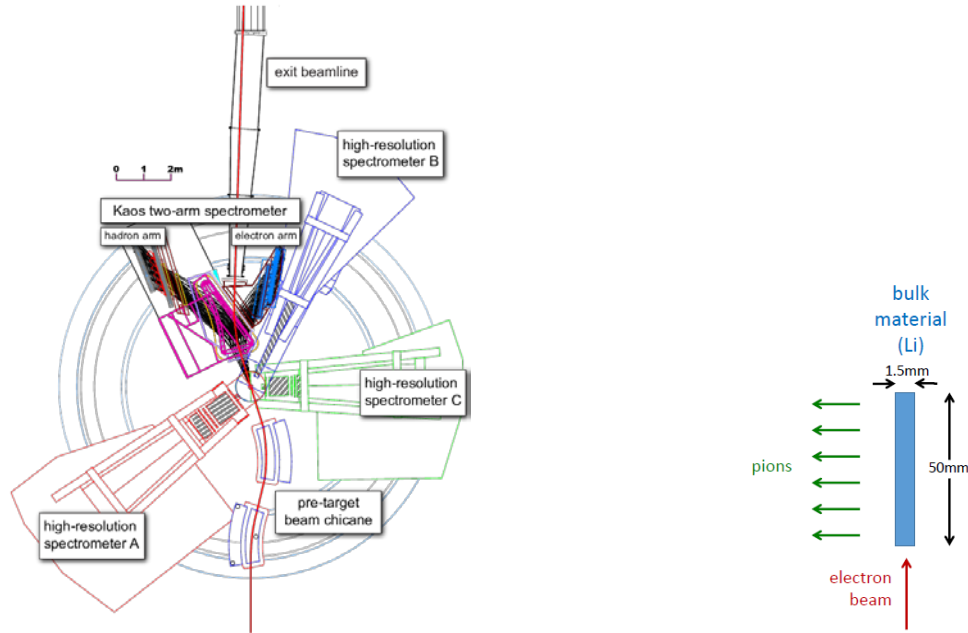 exit beamline
high-resolution
spectrometer B
0 1 2m
Kaos two-arm spectrometer
hadron arm
electron arm
high-resolution
spectrometer C
pre-target
beam chicane
high-resolution
spectrometer A
bulk
material
(Li)
1.5mm
pions
50mm
electron
beam